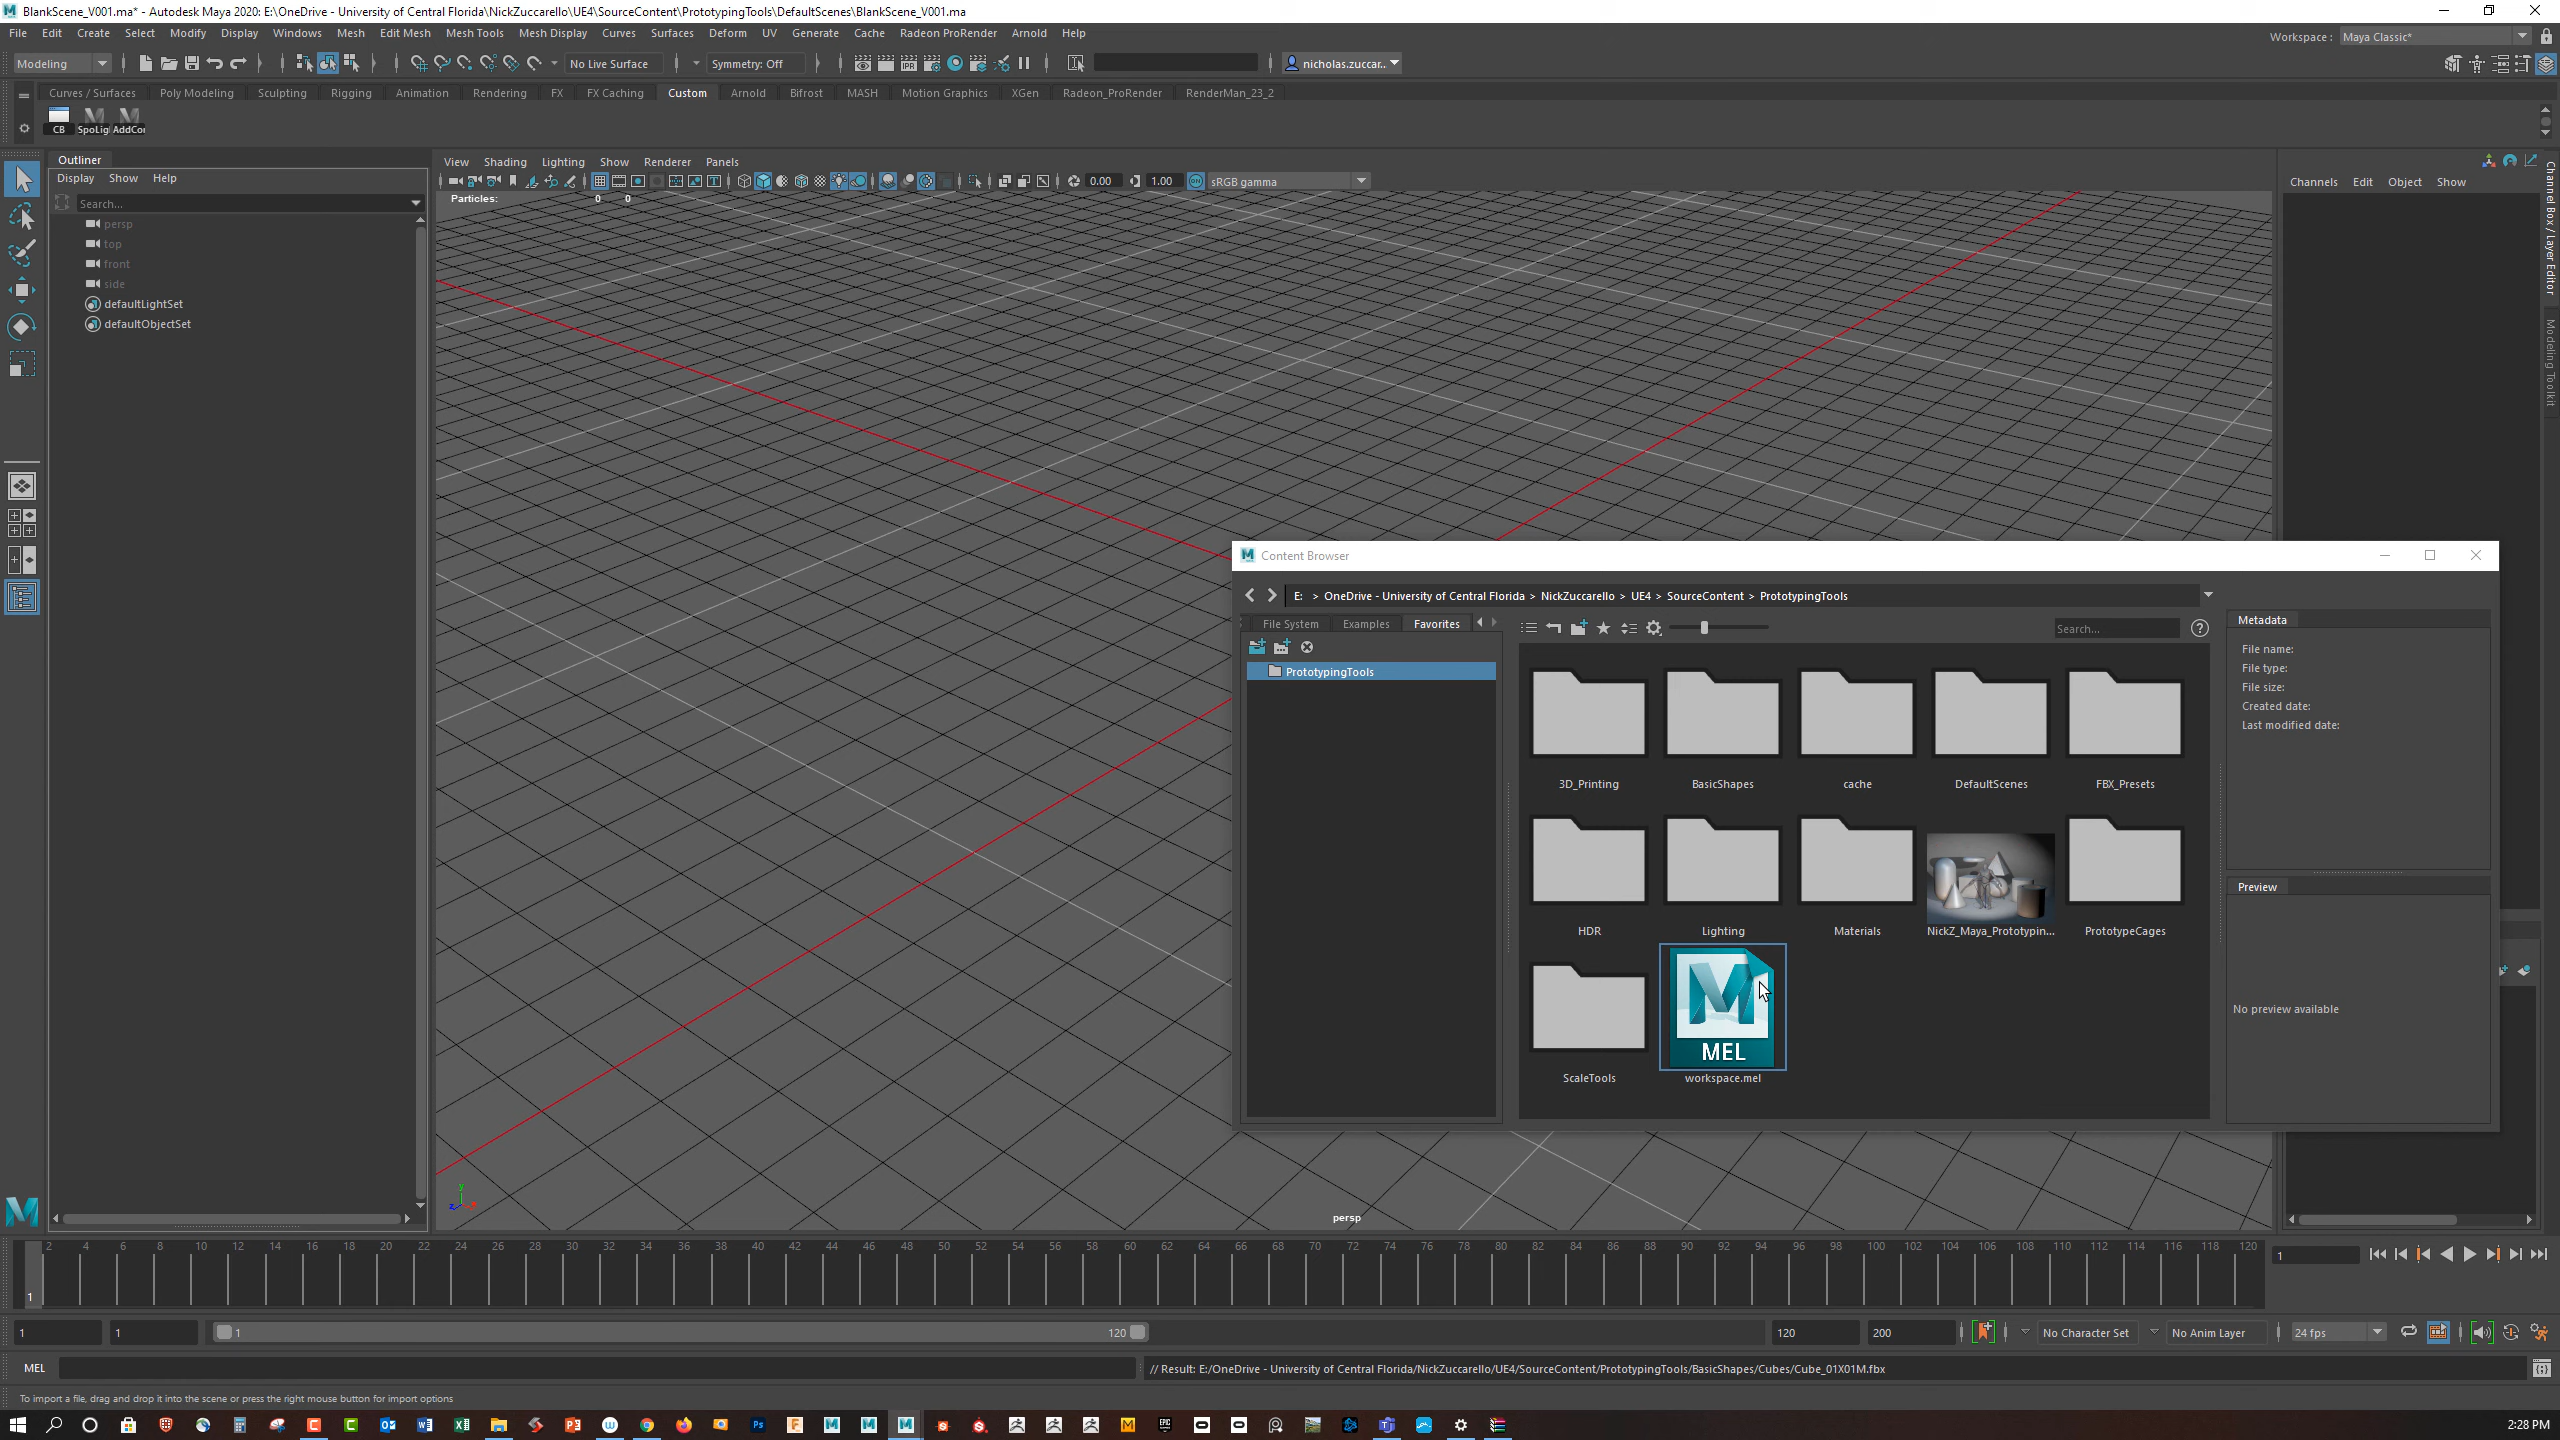 BlankScene_V001.ma* - Autodesk Maya 2020: E:\OneDrive - University of Central Florida\NickZuccarello\UE4\SourceContent\PrototypingTools\DefaultScenes\BlankScene_V001.ma
File Edit Create Select Modify Display Windows Mesh Edit Mesh Mesh Tools Mesh Display Curves Surfaces Deform UV Generate Cache Radeon ProRender Arnold Help
Workspace : Maya Classic*
Modeling No Live Surface Symmetry: Off nicholas.zuccar...
Curves / Surfaces Poly Modeling Sculpting Rigging Animation Rendering FX FX Caching Custom Arnold Bifrost MASH Motion Graphics XGen Radeon_ProRender RenderMan_23_2
CB SpoLig AddCor
Outliner
Display Show Help
Search...
persp
top
front
side
defaultLightSet
defaultObjectSet
View Shading Lighting Show Renderer Panels
0.00 1.00 sRGB gamma
Particles: 0 0
persp
Channels Edit Object Show
Channel Box / Layer Editor
Modeling Toolkit
Content Browser
E: > OneDrive - University of Central Florida > NickZuccarello > UE4 > SourceContent > PrototypingTools
File System Examples Favorites
Search...
PrototypingTools
3D_Printing BasicShapes cache DefaultScenes FBX_Presets
HDR Lighting Materials NickZ_Maya_Prototypin... PrototypeCages
MEL
ScaleTools workspace.mel
Metadata
File name:
File type:
File size:
Created date:
Last modified date:
Preview
No preview available
y
z
2 4 6 8 10 12 14 16 18 20 22 24 26 28 30 32 34 36 38 40 42 44 46 48 50 52 54 56 58 60 62 64 66 68 70 72 74 76 78 80 82 84 86 88 90 92 94 96 98 100 102 104 106 108 110 112 114 116 118 120
1
1
1 1 1 120 120 200 No Character Set No Anim Layer 24 fps
MEL // Result: E:/OneDrive - University of Central Florida/NickZuccarello/UE4/SourceContent/PrototypingTools/BasicShapes/Cubes/Cube_01X01M.fbx
To import a file, drag and drop it into the scene or press the right mouse button for import options
2:28 PM